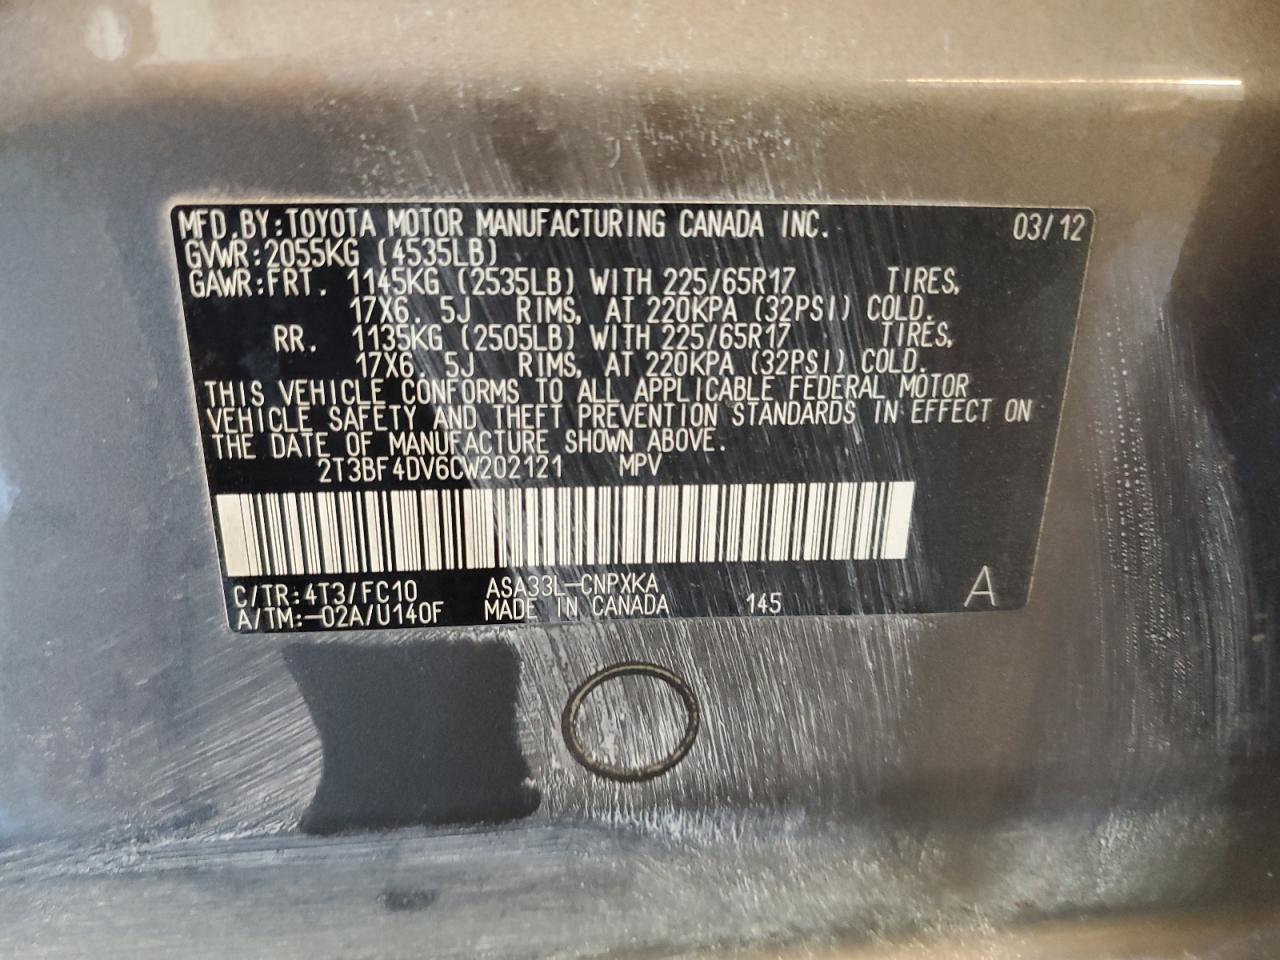 MFD.BY:TOYOTA MOTOR MANUFACTURING CANADA INC. 03/12
GVWR:2055KG (4535LB)
GAWR:FRT. 1145KG (2535LB) WITH 225/65R17 TIRES,
17X6.5J RIMS, AT 220KPA (32PSI) COLD.
RR. 1135KG (2505LB) WITH 225/65R17 TIRES,
17X6.5J RIMS, AT 220KPA (32PSI) COLD.
THIS VEHICLE CONFORMS TO ALL APPLICABLE FEDERAL MOTOR
VEHICLE SAFETY AND THEFT PREVENTION STANDARDS IN EFFECT ON
THE DATE OF MANUFACTURE SHOWN ABOVE.
2T3BF4DV6CW202121 MPV
C/TR:4T3/FC10 ASA33L-CNPXKA
A/TM:-02A/U140F MADE IN CANADA 145 A